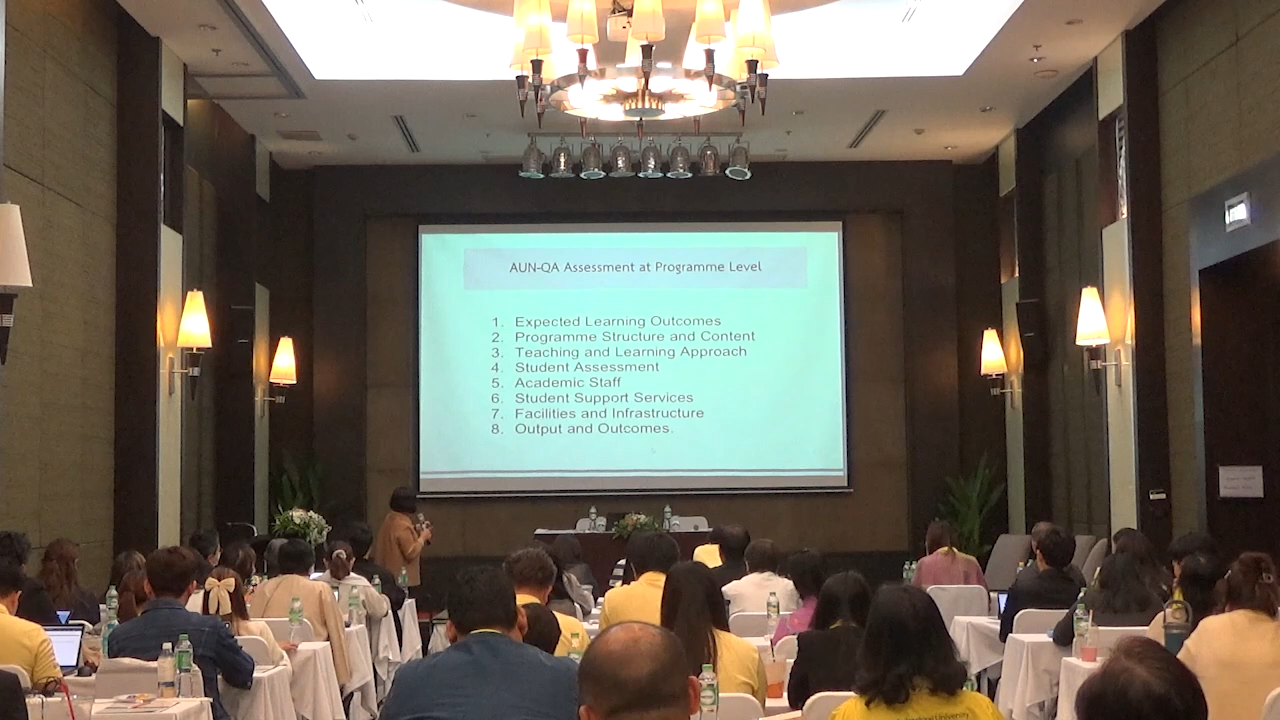 AUN-QA Assessment at Programme Level
1. Expected Learning Outcomes
2. Programme Structure and Content
3. Teaching and Learning Approach
4. Student Assessment
5. Academic Staff
6. Student Support Services
7. Facilities and Infrastructure
8. Output and Outcomes.
University